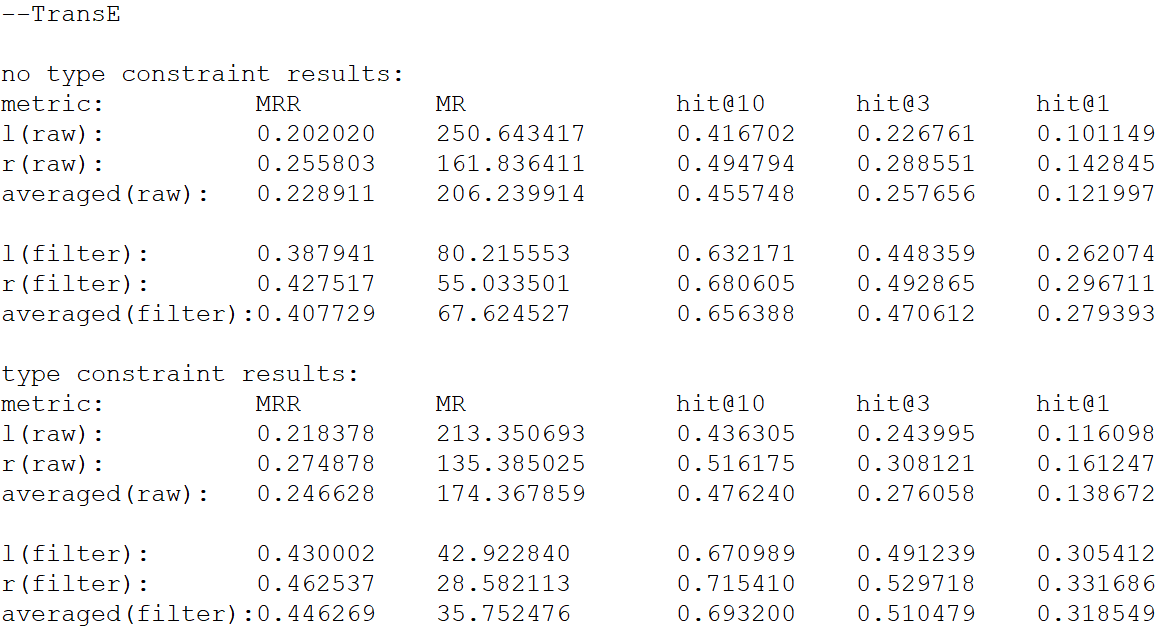 --TransE
no type constraint results:
metric: MRR MR hit@10 hit@3 hit@1
l(raw): 0.202020 250.643417 0.416702 0.226761 0.101149
r(raw): 0.255803 161.836411 0.494794 0.288551 0.142845
averaged(raw): 0.228911 206.239914 0.455748 0.257656 0.121997
l(filter): 0.387941 80.215553 0.632171 0.448359 0.262074
r(filter): 0.427517 55.033501 0.680605 0.492865 0.296711
averaged(filter):0.407729 67.624527 0.656388 0.470612 0.279393
type constraint results:
metric: MRR MR hit@10 hit@3 hit@1
l(raw): 0.218378 213.350693 0.436305 0.243995 0.116098
r(raw): 0.274878 135.385025 0.516175 0.308121 0.161247
averaged(raw): 0.246628 174.367859 0.476240 0.276058 0.138672
l(filter): 0.430002 42.922840 0.670989 0.491239 0.305412
r(filter): 0.462537 28.582113 0.715410 0.529718 0.331686
averaged(filter):0.446269 35.752476 0.693200 0.510479 0.318549